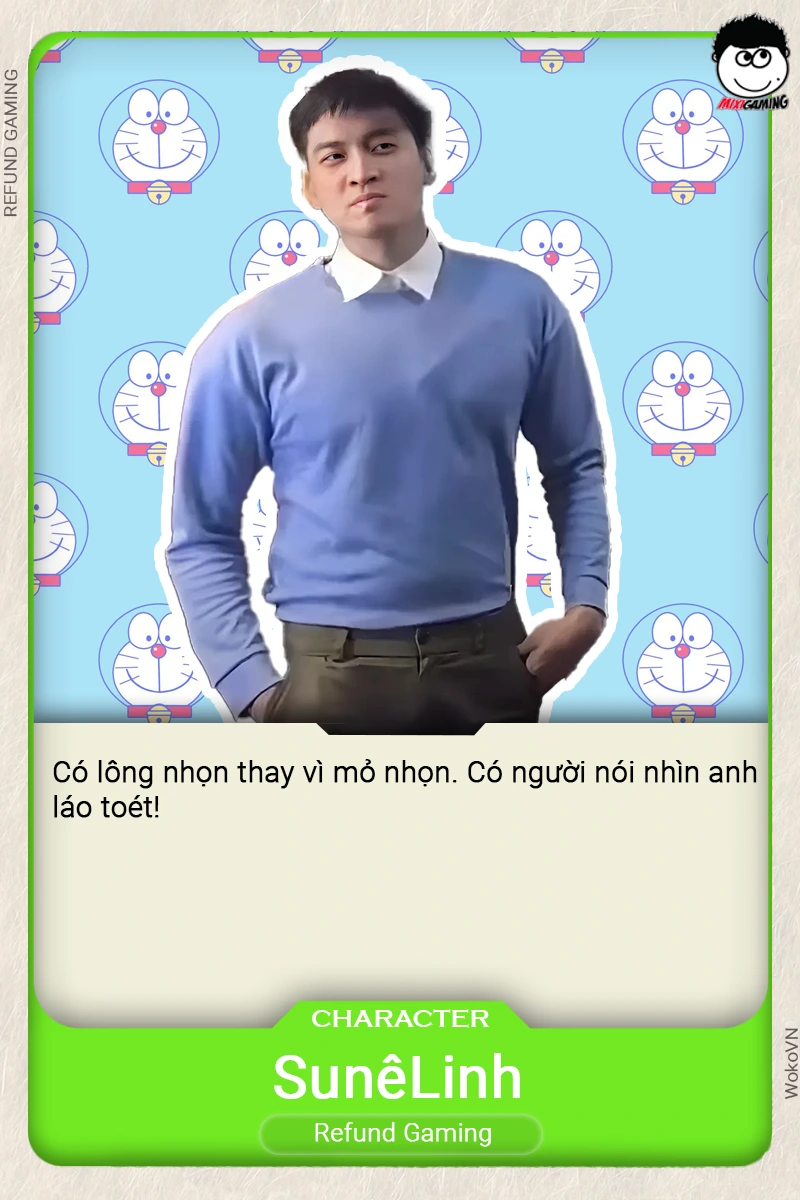 REFUND GAMING
MIXIGAMING
Có lông nhọn thay vì mỏ nhọn. Có người nói nhìn anh
láo toét!
CHARACTER
SunêLinh
Refund Gaming
WokoVN